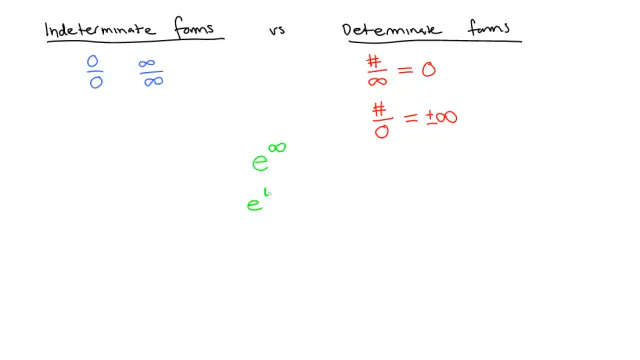 Indeterminate forms vs Determinate forms
0/0 ∞/∞ #/∞ = 0
#/0 = ±∞
e^∞
e